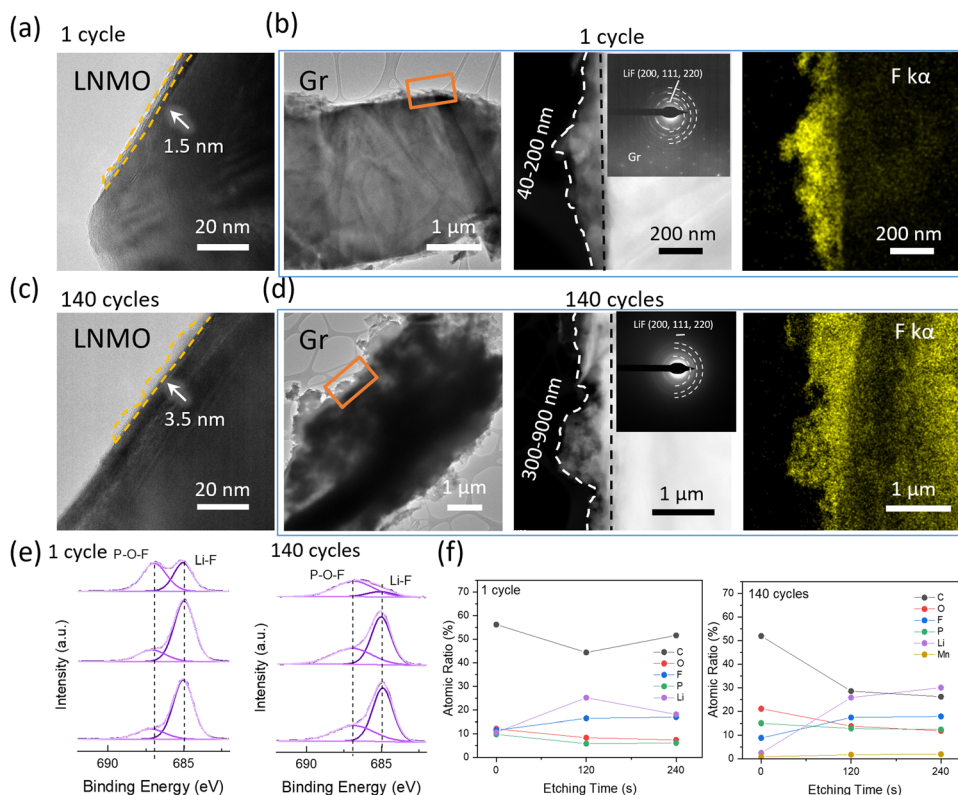 (a)
1 cycle
LNMO
1.5 nm
20 nm
(b)
1 cycle
Gr
1 µm
40-200 nm
LiF (200, 111, 220)
Gr
200 nm
F kα
200 nm
(c)
140 cycles
LNMO
3.5 nm
20 nm
(d)
140 cycles
Gr
1 µm
300-900 nm
LiF (200, 111, 220)
1 µm
F kα
1 µm
(e)
1 cycle
P-O-F
Li-F
Intensity (a.u.)
690
685
Binding Energy (eV)
140 cycles
P-O-F
Li-F
Intensity (a.u.)
690
685
Binding Energy (eV)
(f)
1 cycle
Atomic Ratio (%)
75
70
60
50
40
30
20
10
0
C
O
F
P
Li
0
120
240
Etching Time (s)
140 cycles
Atomic Ratio (%)
75
70
60
50
40
30
20
10
0
C
O
F
P
Li
Mn
0
120
240
Etching Time (s)